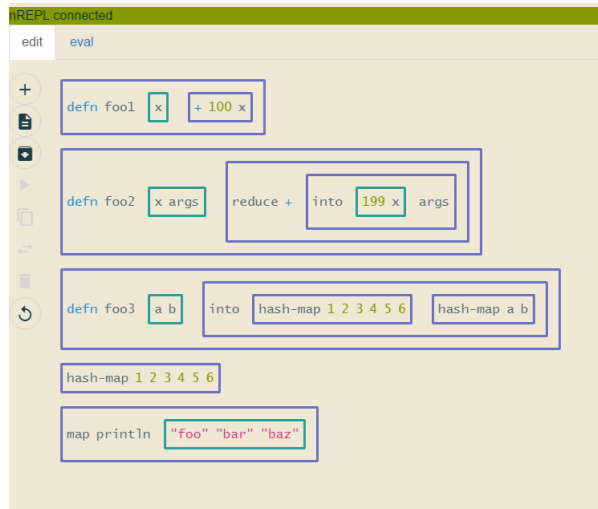 nREPL connected
edit eval
defn foo1 x + 100 x
defn foo2 x args reduce + into 199 x args
defn foo3 a b into hash-map 1 2 3 4 5 6 hash-map a b
hash-map 1 2 3 4 5 6
map println "foo" "bar" "baz"